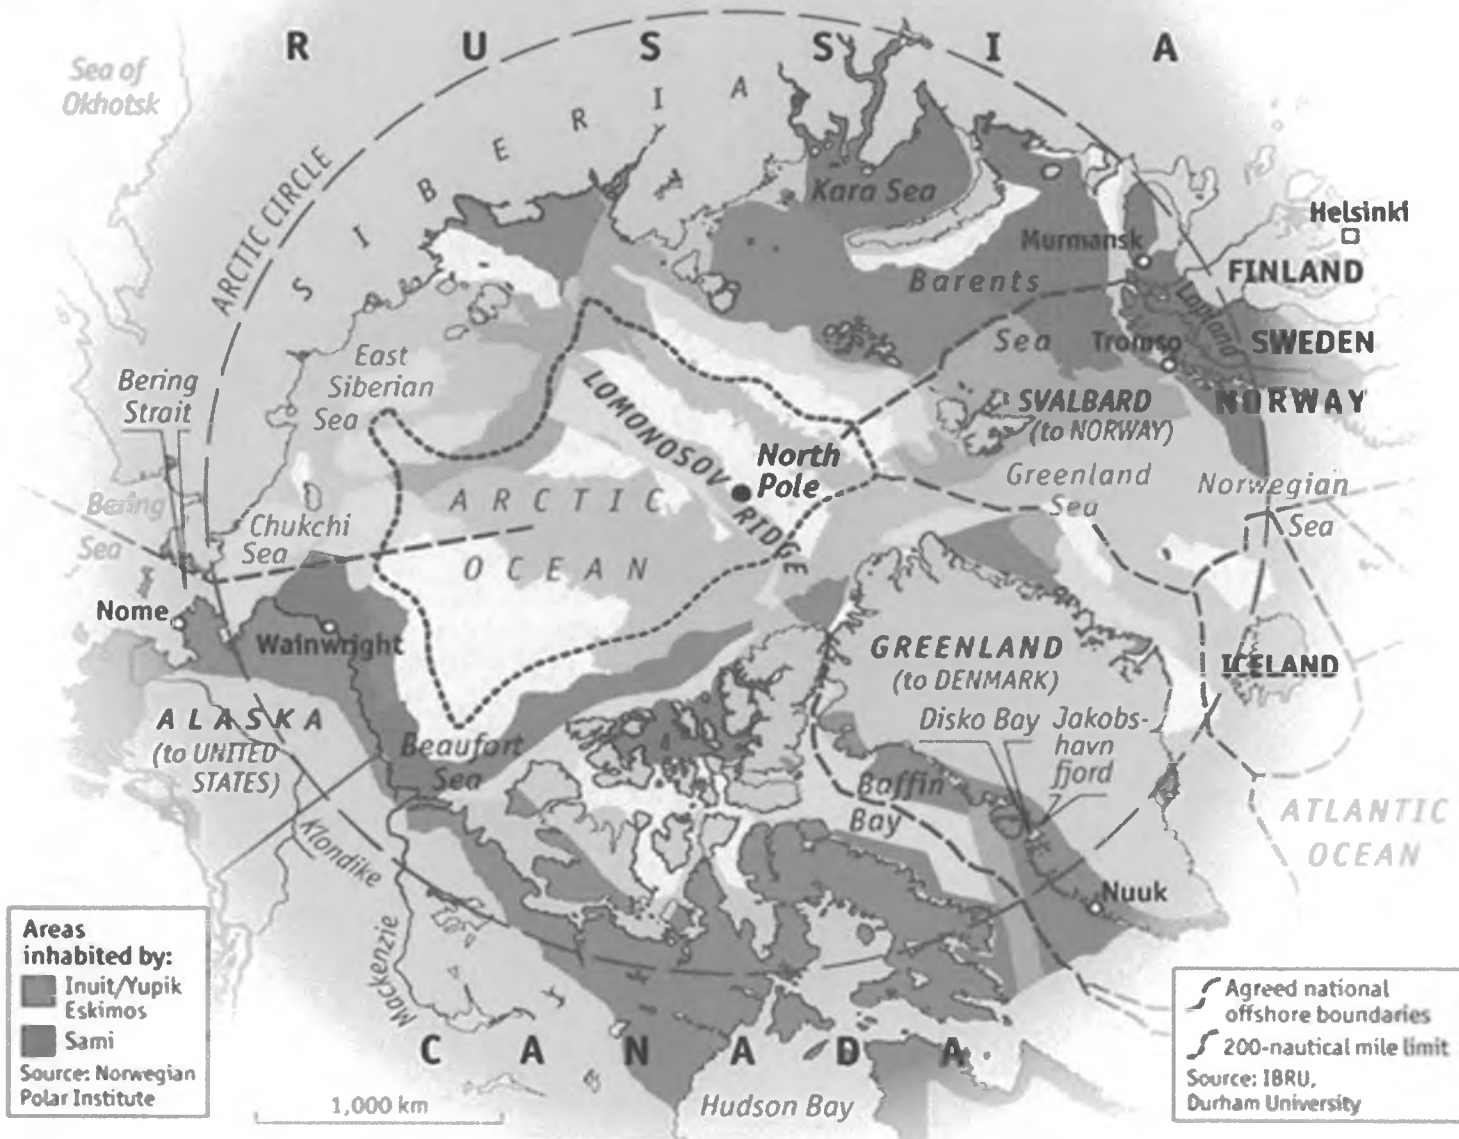 R U S S I A
Sea of
Okhotsk
S I B E R I A
ARCTIC CIRCLE
Kara Sea
Helsinki
Murmansk
FINLAND
Barents
Sea
Lapland
Tromso
SWEDEN
NORWAY
East
Siberian
Sea
Bering
Strait
LOMONOSOV
RIDGE
SVALBARD
(to NORWAY)
North
Pole
Greenland
Sea
Norwegian
Sea
Bering
Sea
Chukchi
Sea
ARCTIC
OCEAN
Nome
Wainwright
GREENLAND
(to DENMARK)
ICELAND
ALASKA
(to UNITED
STATES)
Disko Bay
Jakobs-
havn
fjord
Beaufort
Sea
Baffin
Bay
ATLANTIC
OCEAN
Klondike
Nuuk
Mackenzie
C A N A D A
Hudson Bay
Areas
inhabited by:
Inuit/Yupik
Eskimos
Sami
Source: Norwegian
Polar Institute
1,000 km
Agreed national
offshore boundaries
200-nautical mile limit
Source: IBRU,
Durham University